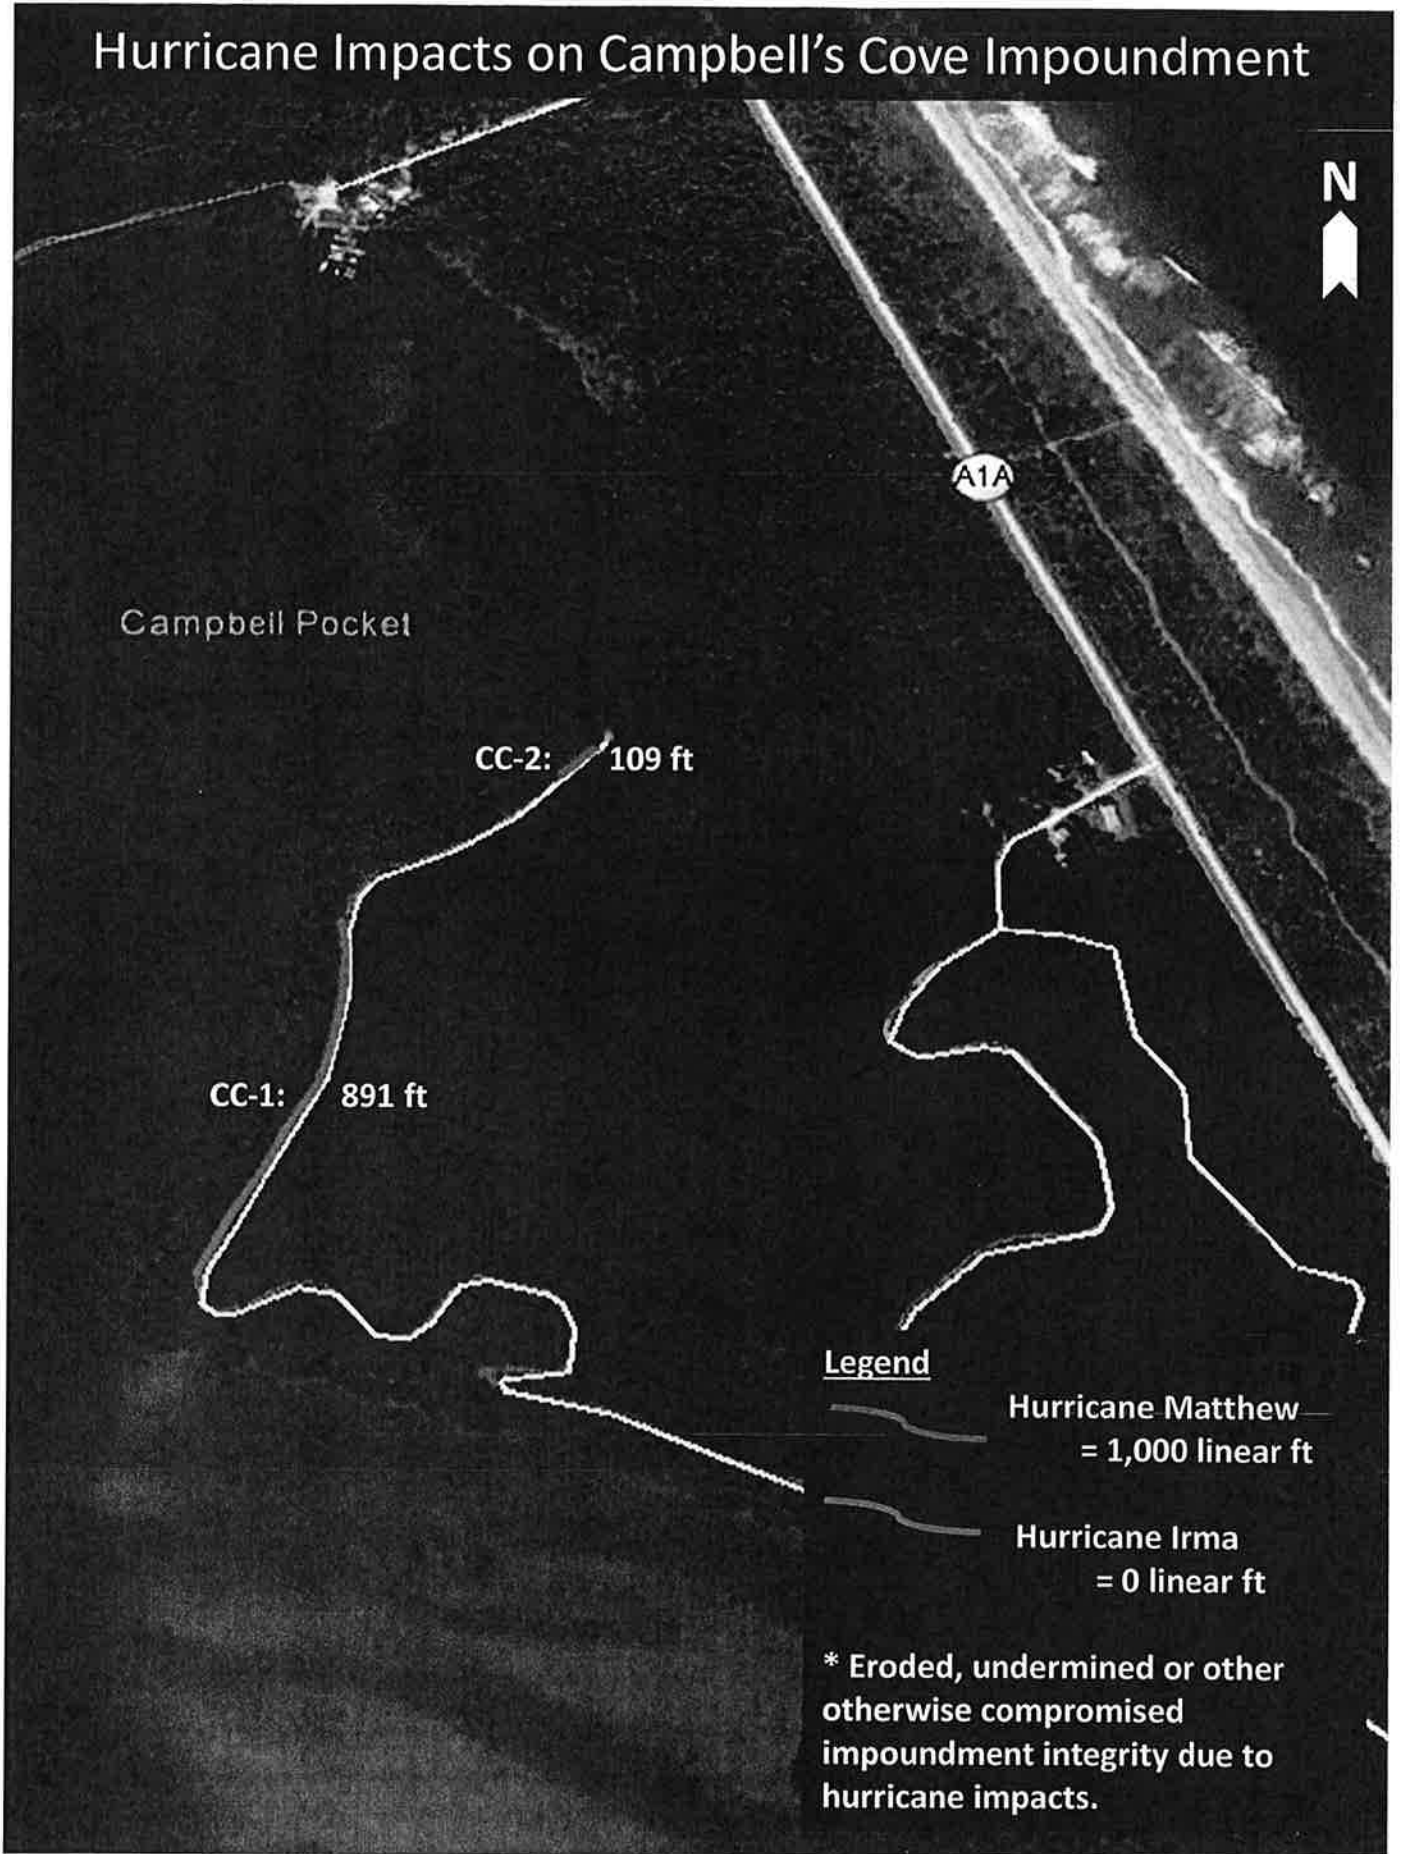 Hurricane Impacts on Campbell's Cove Impoundment
N
A1A
Campbell Pocket
CC-2: 109 ft
CC-1: 891 ft
Legend
Hurricane Matthew
= 1,000 linear ft
Hurricane Irma
= 0 linear ft
* Eroded, undermined or other
otherwise compromised
impoundment integrity due to
hurricane impacts.